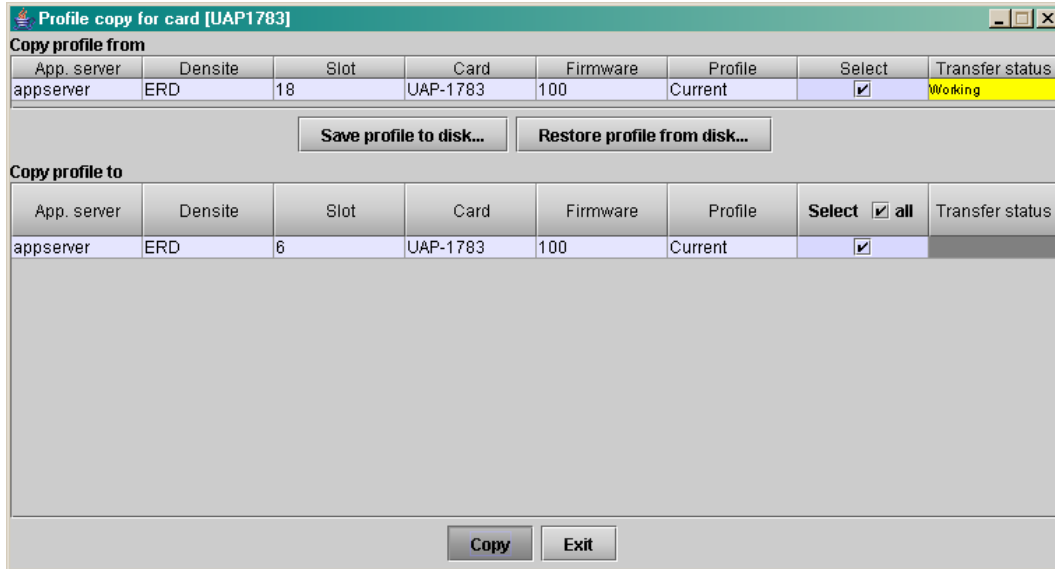 Profile copy for card [UAP1783]
Copy profile from
App. server Densite Slot Card Firmware Profile Select Transfer status
appserver ERD 18 UAP-1783 100 Current Working
Save profile to disk... Restore profile from disk...
Copy profile to
App. server Densite Slot Card Firmware Profile Select all Transfer status
appserver ERD 6 UAP-1783 100 Current
Copy Exit